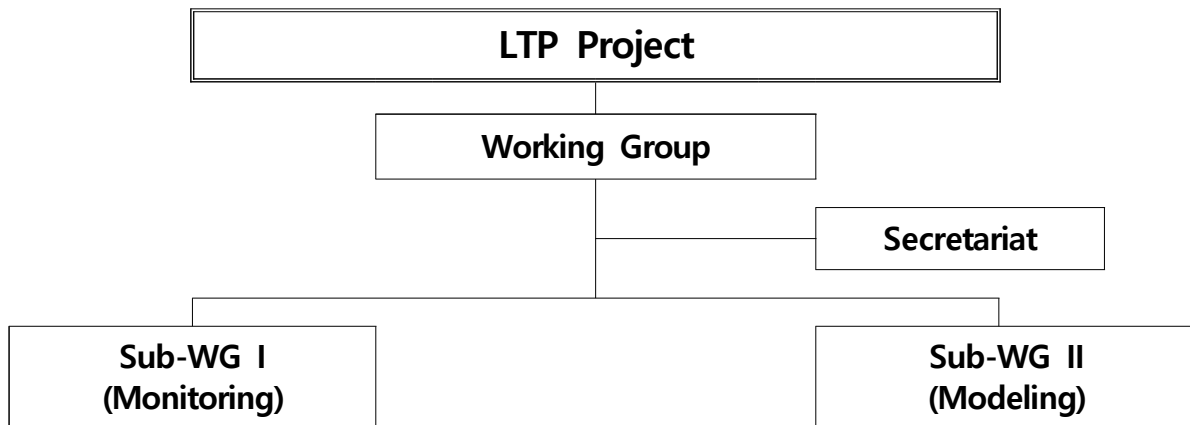 LTP Project
Working Group
Secretariat
Sub-WG I
(Monitoring)
Sub-WG II
(Modeling)